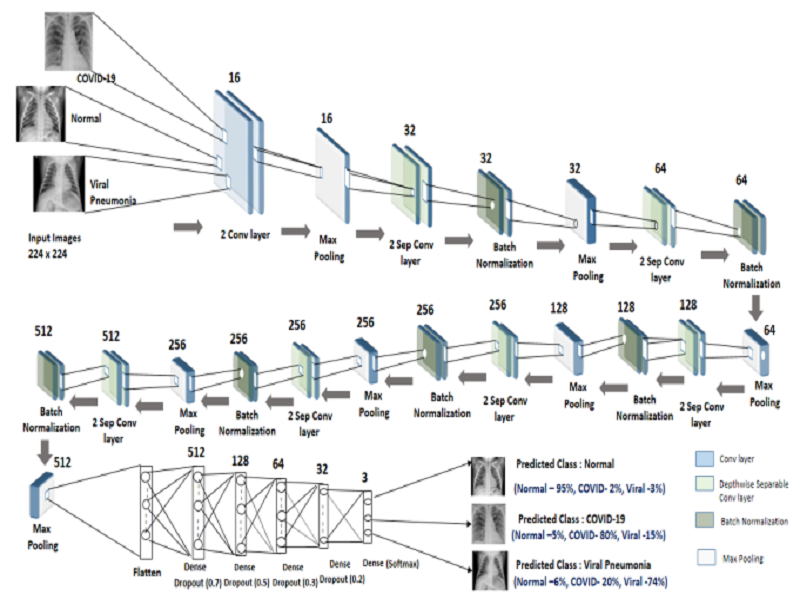 COVID-19
Normal
Viral
Pneumonia
Input Images
224 x 224
16
2 Conv layer
16
Max
Pooling
32
2 Sep Conv
layer
32
Batch
Normalization
32
Max
Pooling
64
2 Sep Conv
layer
64
Batch
Normalization
512
Batch
Normalization
512
2 Sep Conv
layer
256
Max
Pooling
256
Batch
Normalization
256
2 Sep Conv
layer
256
Max
Pooling
256
Batch
Normalization
256
2 Sep Conv
layer
128
Max
Pooling
128
Batch
Normalization
128
2 Sep Conv
layer
64
Max
Pooling
512
Max
Pooling
Flatten
512
Dense
Dropout (0.7)
128
Dense
Dropout (0.5)
64
Dense
Dropout (0.3)
32
Dense
Dropout (0.2)
3
Dense (Softmax)
Predicted Class : Normal
(Normal – 95%, COVID- 2%, Viral -3%)
Predicted Class : COVID-19
(Normal –5%, COVID- 80%, Viral -15%)
Predicted Class : Viral Pneumonia
(Normal –6%, COVID- 20%, Viral -74%)
Conv layer
Depthwise Separable
Conv layer
Batch Normalization
Max Pooling